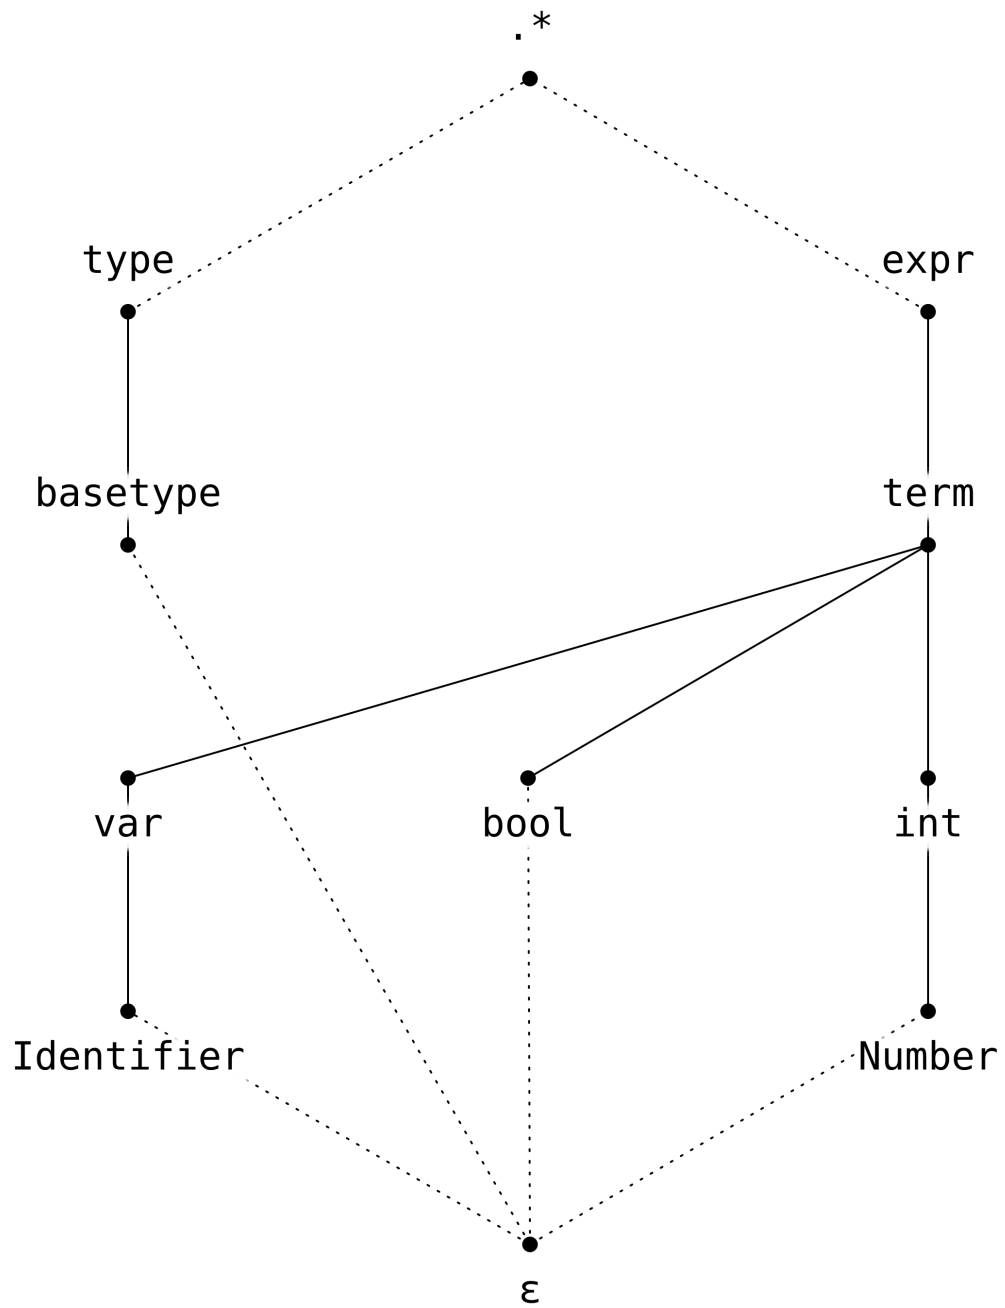 .*
type
expr
basetype
term
var
bool
int
Identifier
Number
ε